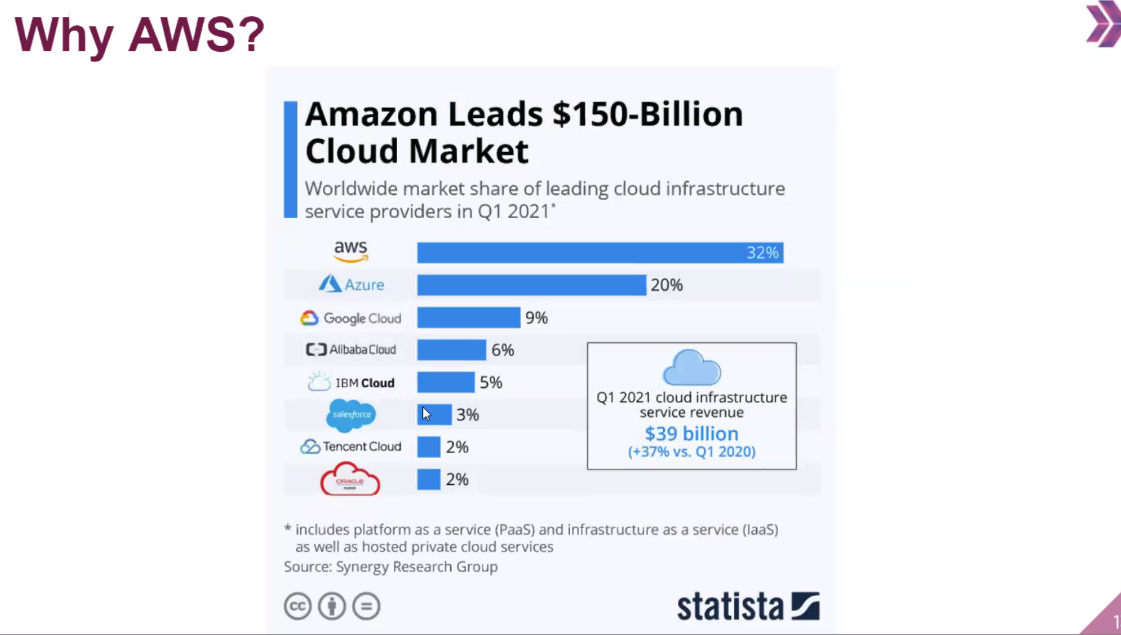 Why AWS?
Amazon Leads $150-Billion
Cloud Market
Worldwide market share of leading cloud infrastructure
service providers in Q1 2021*
aws
32%
Azure
20%
Google Cloud
9%
Alibaba Cloud
6%
IBM Cloud
5%
salesforce
3%
Tencent Cloud
2%
ORACLE
2%
Q1 2021 cloud infrastructure
service revenue
$39 billion
(+37% vs. Q1 2020)
* includes platform as a service (PaaS) and infrastructure as a service (IaaS)
as well as hosted private cloud services
Source: Synergy Research Group
cc
statista
1